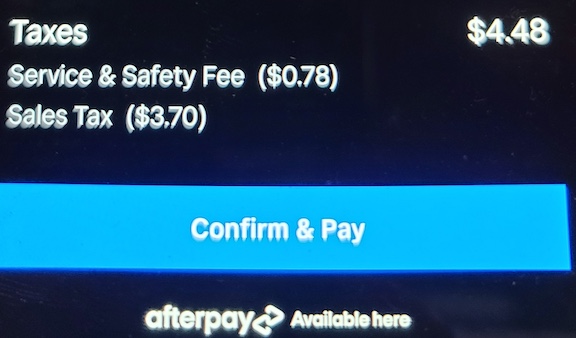 Taxes $4.48
Service & Safety Fee ($0.78)
Sales Tax ($3.70)
Confirm & Pay
afterpay Available here